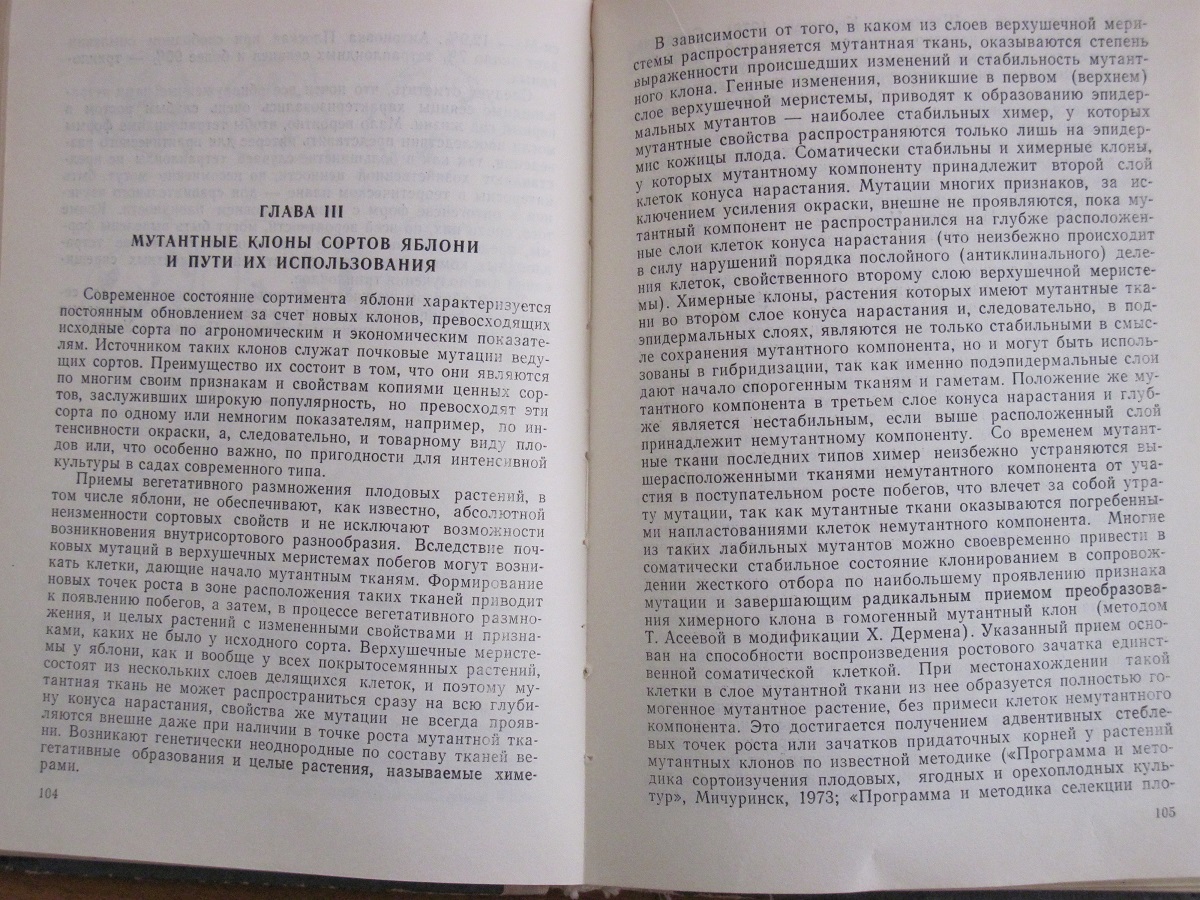 ГЛАВА III
МУТАНТНЫЕ КЛОНЫ СОРТОВ ЯБЛОНИ
И ПУТИ ИХ ИСПОЛЬЗОВАНИЯ
Современное состояние сортимента яблони характеризуется
постоянным обновлением за счет новых клонов, превосходящих
исходные сорта по агрономическим и экономическим показате-
лям. Источником таких клонов служат почковые мутации веду-
щих сортов. Преимущество их состоит в том, что они являются
по многим своим признакам и свойствам копиями ценных сор-
тов, заслуживших широкую популярность, но превосходят эти
сорта по одному или немногим показателям, например, по ин-
тенсивности окраски, а, следовательно, и товарному виду пло-
дов или, что особенно важно, по пригодности для интенсивной
культуры в садах современного типа.
Приемы вегетативного размножения плодовых растений, в
том числе яблони, не обеспечивают, как известно, абсолютной
неизменности сортовых свойств и не исключают возможности
возникновения внутрисортового разнообразия. Вследствие поч-
ковых мутаций в верхушечных меристемах побегов могут возни-
кать клетки, дающие начало мутантным тканям. Формирование
новых точек роста в зоне расположения таких тканей приводит
к появлению побегов, а затем, в процессе вегетативного размно-
жения, и целых растений с измененными свойствами и призна-
ками, каких не было у исходного сорта. Верхушечные меристе-
мы у яблони, как и вообще у всех покрытосемянных растений,
состоят из нескольких слоев делящихся клеток, и поэтому му-
тантная ткань не может распространиться сразу на всю глуби-
ну конуса нарастания, свойства же мутации не всегда прояв-
ляются внешне даже при наличии в точке роста мутантной тка-
ни. Возникают генетически неоднородные по составу тканей ве-
гетативные образования и целые растения, называемые химе-
рами.
104
В зависимости от того, в каком из слоев верхушечной мери-
стемы распространяется мутантная ткань, оказываются степень
выраженности происшедших изменений и стабильность мутант-
ного клона. Генные изменения, возникшие в первом (верхнем)
слое верхушечной меристемы, приводят к образованию эпидер-
мальных мутантов — наиболее стабильных химер, у которых
мутантные свойства распространяются только лишь на эпидер-
мис кожицы плода. Соматически стабильны и химерные клоны,
у которых мутантному компоненту принадлежит второй слой
клеток конуса нарастания. Мутации многих признаков, за ис-
ключением усиления окраски, внешне не проявляются, пока му-
тантный компонент не распространился на глубже расположен-
ные слои клеток конуса нарастания (что неизбежно происходит
в силу нарушений порядка послойного (антиклинального) деле-
ния клеток, свойственного второму слою верхушечной меристе-
мы). Химерные клоны, растения которых имеют мутантные тка-
ни во втором слое конуса нарастания и, следовательно, в под-
эпидермальных слоях, являются не только стабильными в смыс-
ле сохранения мутантного компонента, но и могут быть исполь-
зованы в гибридизации, так как именно подэпидермальные слои
дают начало спорогенным тканям и гаметам. Положение же му-
тантного компонента в третьем слое конуса нарастания и глуб-
же является нестабильным, если выше расположенный слой
принадлежит немутантному компоненту. Со временем мутант-
ные ткани последних типов химер неизбежно устраняются вы-
шерасположенными тканями немутантного компонента от уча-
стия в поступательном росте побегов, что влечет за собой утра-
ту мутации, так как мутантные ткани оказываются погребенны-
ми напластованиями клеток немутантного компонента. Многие
из таких лабильных мутантов можно своевременно привести в
соматически стабильное состояние клонированием в сопровож-
дении жесткого отбора по наибольшему проявлению признака
мутации и завершающим радикальным приемом преобразова-
ния химерного клона в гомогенный мутантный клон (методом
Т. Асеевой в модификации Х. Дермена). Указанный прием осно-
ван на способности воспроизведения ростового зачатка единст-
венной соматической клеткой. При местонахождении такой
клетки в слое мутантной ткани из нее образуется полностью го-
могенное мутантное растение, без примеси клеток немутантного
компонента. Это достигается получением адвентивных стебле-
вых точек роста или зачатков придаточных корней у растений
мутантных клонов по известной методике («Программа и мето-
дика сортоизучения плодовых, ягодных и орехоплодных куль-
тур», Мичуринск, 1973; «Программа и методика селекции пло-
105